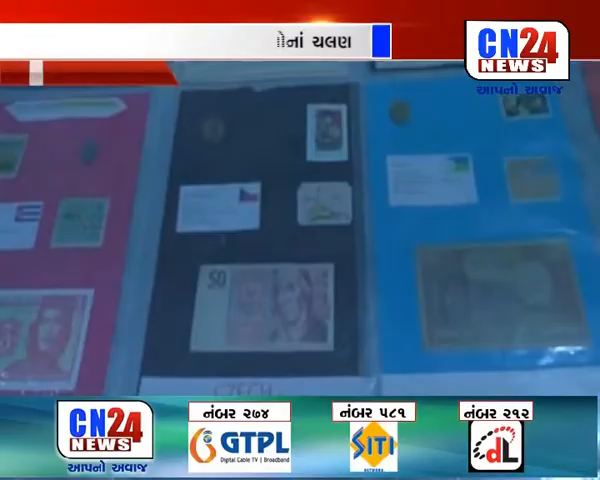 ોનાં ચલણ
CN24
NEWS
આપનો અવાજ
50
CZECH
CN24
NEWS
આપનો અવાજ
નંબર ૨૭૪
GTPL
Digital Cable TV | Broadband
નંબર ૫૮૧
SITI
NETWORK
નંબર ૨૧૨
dL